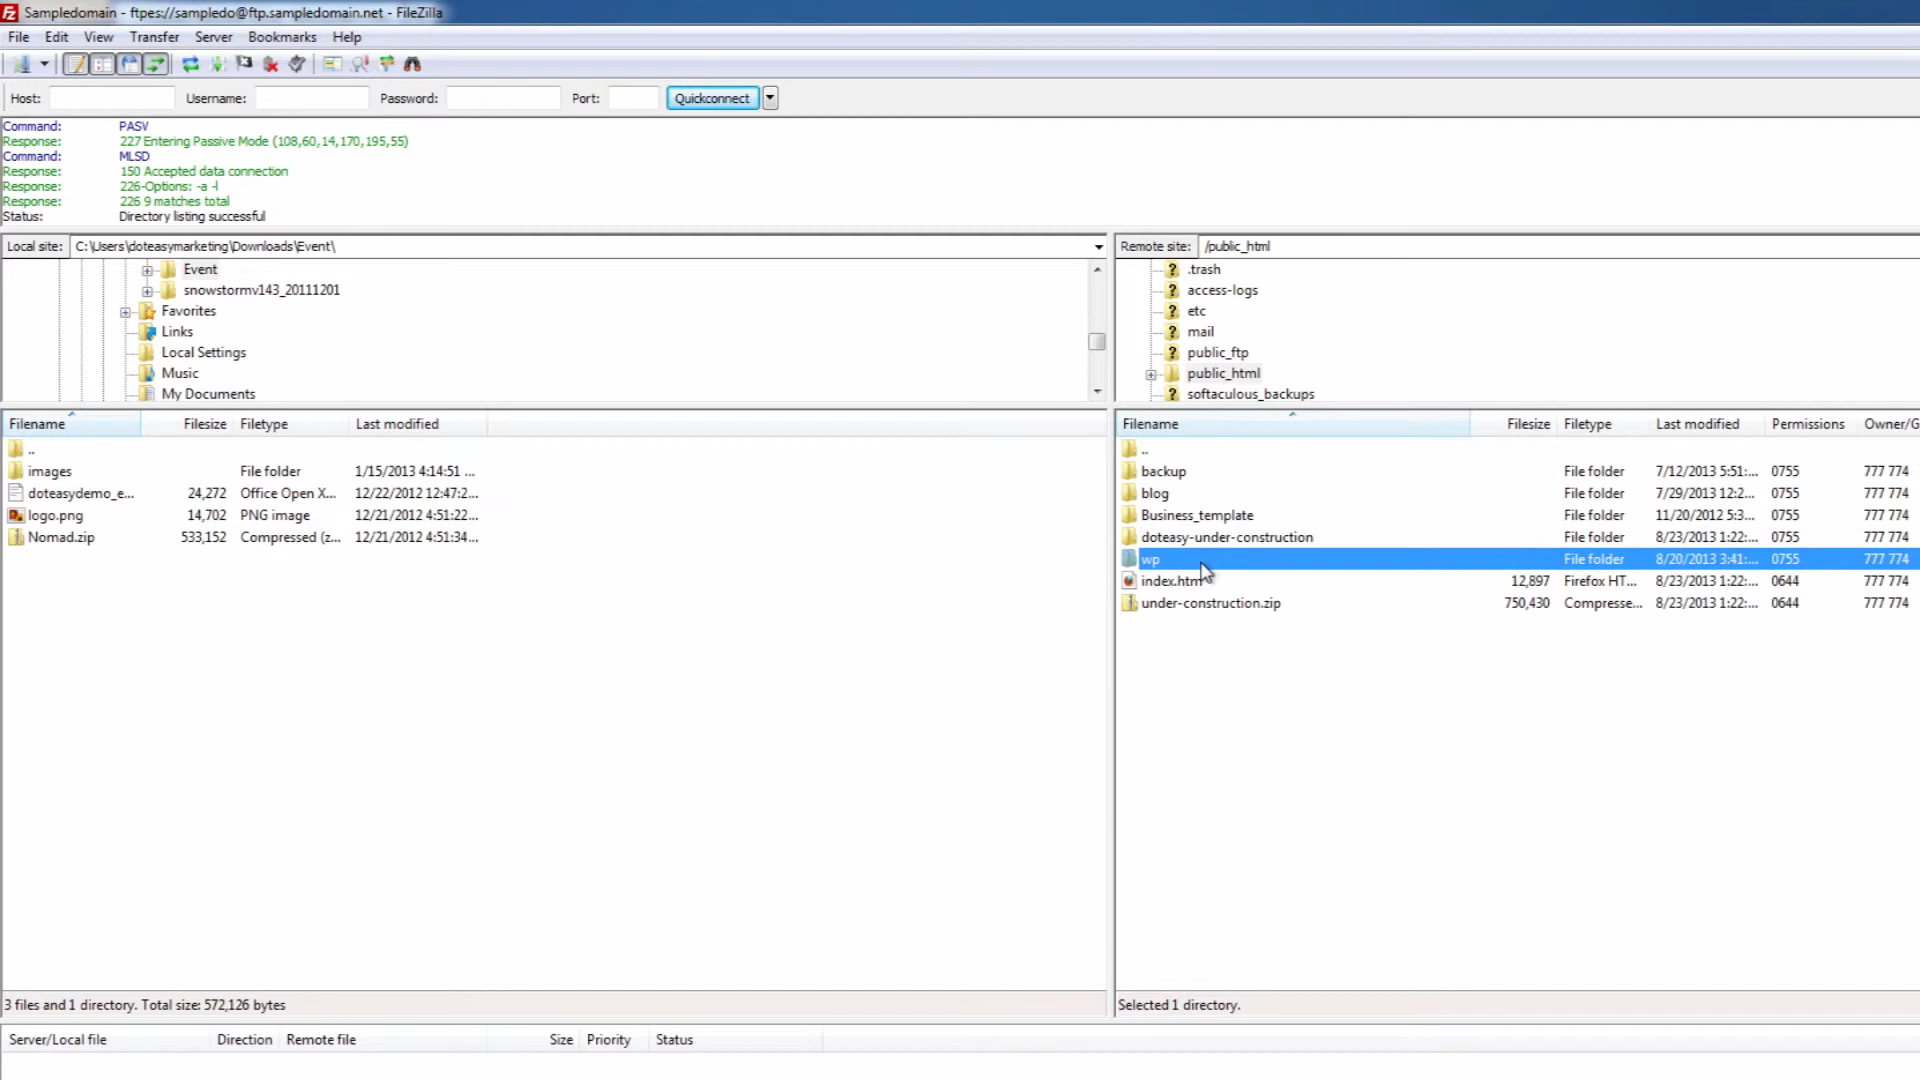 Sampledomain - ftpes://sampledo@ftp.sampledomain.net - FileZilla
File Edit View Transfer Server Bookmarks Help
Host: Username: Password: Port: Quickconnect
Command: PASV
Response: 227 Entering Passive Mode (108,60,14,170,195,55)
Command: MLSD
Response: 150 Accepted data connection
Response: 226-Options: -a -l
Response: 226 9 matches total
Status: Directory listing successful
Local site: C:\Users\doteasymarketing\Downloads\Event\
Event
snowstormv143_20111201
Favorites
Links
Local Settings
Music
My Documents
Remote site: /public_html
.trash
access-logs
etc
mail
public_ftp
public_html
softaculous_backups
Filename Filesize Filetype Last modified
..
images File folder 1/15/2013 4:14:51 ...
doteasydemo_e... 24,272 Office Open X... 12/22/2012 12:47:2...
logo.png 14,702 PNG image 12/21/2012 4:51:22...
Nomad.zip 533,152 Compressed (z... 12/21/2012 4:51:34...
3 files and 1 directory. Total size: 572,126 bytes
Filename Filesize Filetype Last modified Permissions Owner/G
..
backup File folder 7/12/2013 5:51:... 0755 777 774
blog File folder 7/29/2013 12:2... 0755 777 774
Business_template File folder 11/20/2012 5:3... 0755 777 774
doteasy-under-construction File folder 8/23/2013 1:22:... 0755 777 774
wp File folder 8/20/2013 3:41:... 0755 777 774
index.htm 12,897 Firefox HT... 8/23/2013 1:22:... 0644 777 774
under-construction.zip 750,430 Compresse... 8/23/2013 1:22:... 0644 777 774
Selected 1 directory.
Server/Local file Direction Remote file Size Priority Status